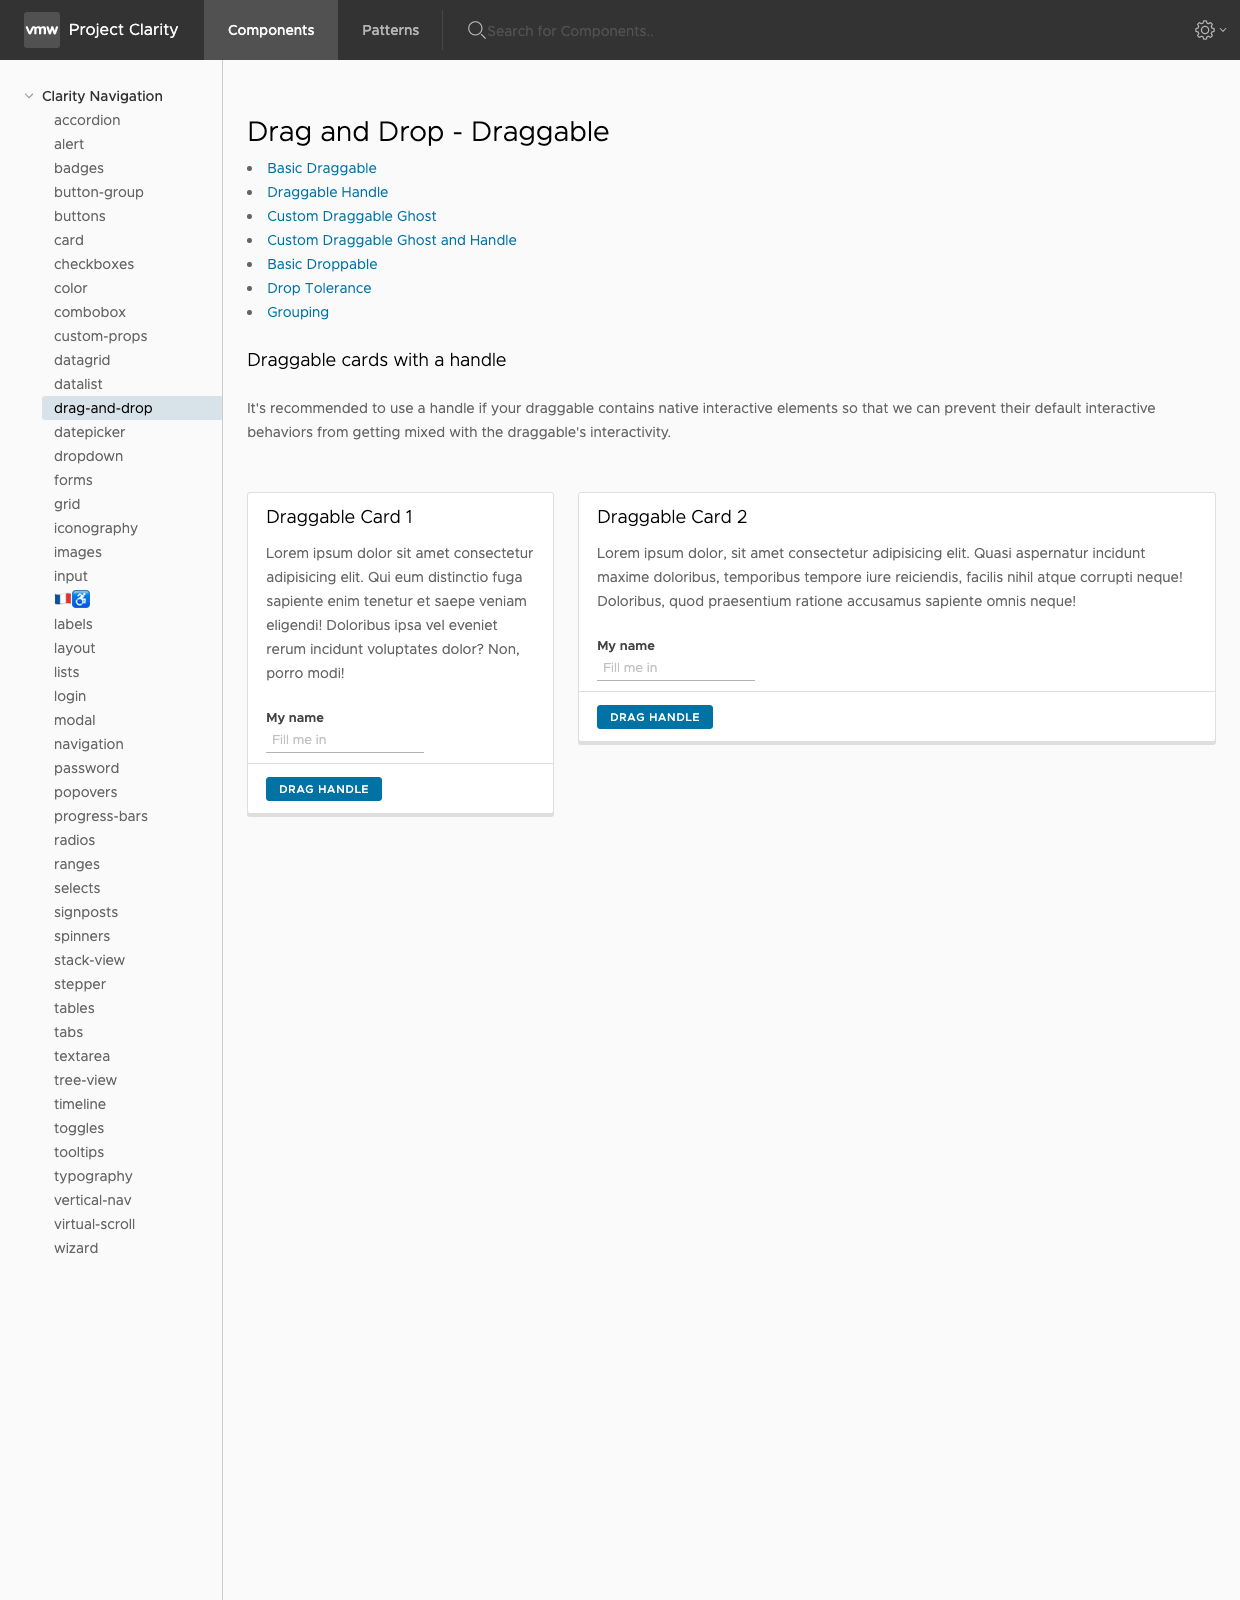 vmw Project Clarity Components Patterns Search for Components..
Clarity Navigation
accordion
alert
badges
button-group
buttons
card
checkboxes
color
combobox
custom-props
datagrid
datalist
drag-and-drop
datepicker
dropdown
forms
grid
iconography
images
input
🇫🇷♿
labels
layout
lists
login
modal
navigation
password
popovers
progress-bars
radios
ranges
selects
signposts
spinners
stack-view
stepper
tables
tabs
textarea
tree-view
timeline
toggles
tooltips
typography
vertical-nav
virtual-scroll
wizard
Drag and Drop - Draggable
• Basic Draggable
• Draggable Handle
• Custom Draggable Ghost
• Custom Draggable Ghost and Handle
• Basic Droppable
• Drop Tolerance
• Grouping
Draggable cards with a handle
It's recommended to use a handle if your draggable contains native interactive elements so that we can prevent their default interactive
behaviors from getting mixed with the draggable's interactivity.
Draggable Card 1
Lorem ipsum dolor sit amet consectetur
adipisicing elit. Qui eum distinctio fuga
sapiente enim tenetur et saepe veniam
eligendi! Doloribus ipsa vel eveniet
rerum incidunt voluptates dolor? Non,
porro modi!
My name
Fill me in
DRAG HANDLE
Draggable Card 2
Lorem ipsum dolor, sit amet consectetur adipisicing elit. Quasi aspernatur incidunt
maxime doloribus, temporibus tempore iure reiciendis, facilis nihil atque corrupti neque!
Doloribus, quod praesentium ratione accusamus sapiente omnis neque!
My name
Fill me in
DRAG HANDLE